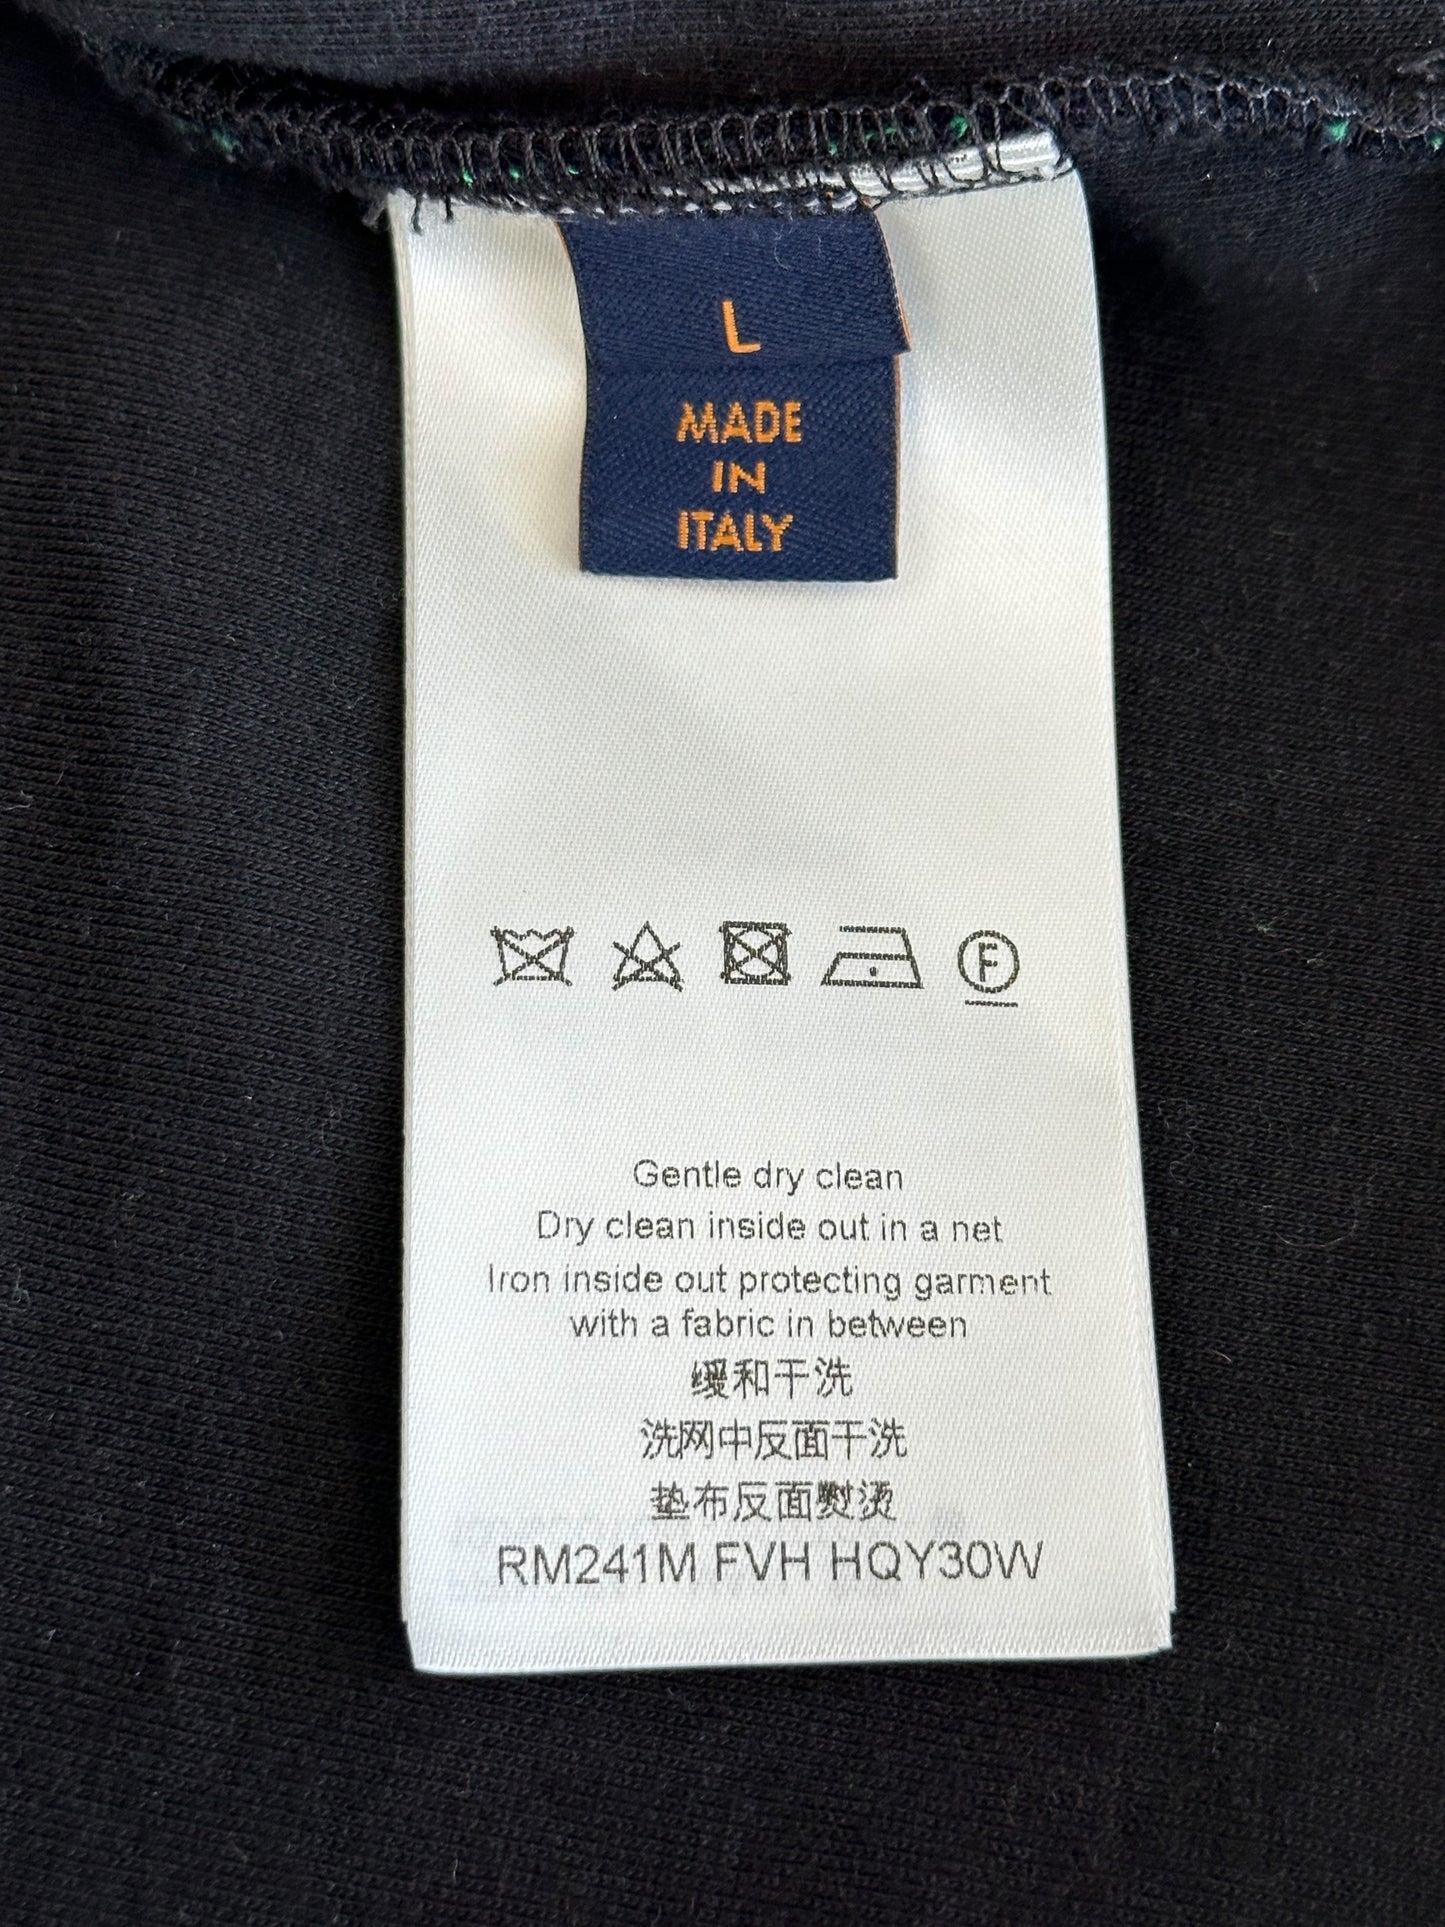 L
MADE
IN
ITALY
F
Gentle dry clean
Dry clean inside out in a net
Iron inside out protecting garment
with a fabric in between
缓和干洗
洗网中反面干洗
垫布反面熨烫
RM241M FVH HQY30W